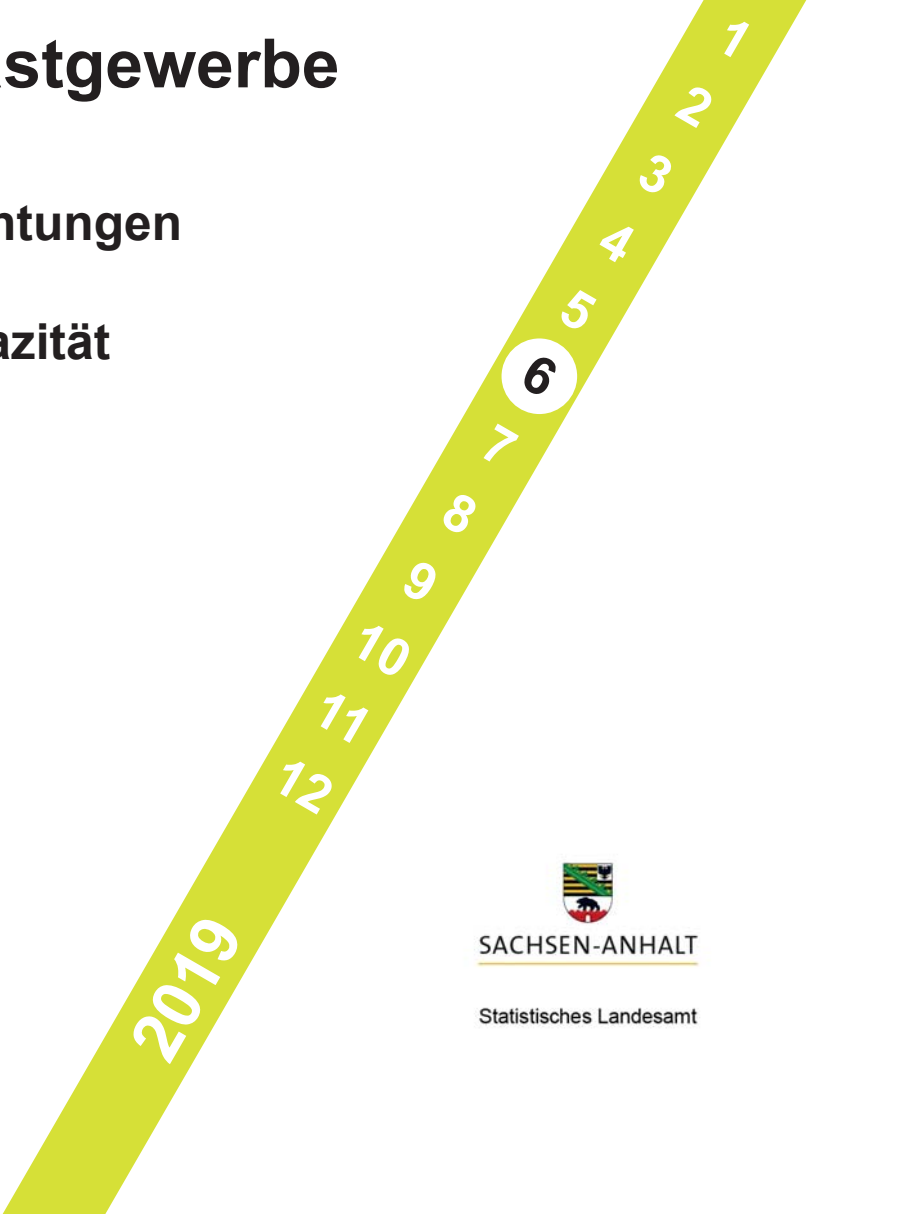 stgewerbe
ntungen
azität
1
2
3
4
5
6
7
8
9
10
11
12
2019
SACHSEN-ANHALT
Statistisches Landesamt